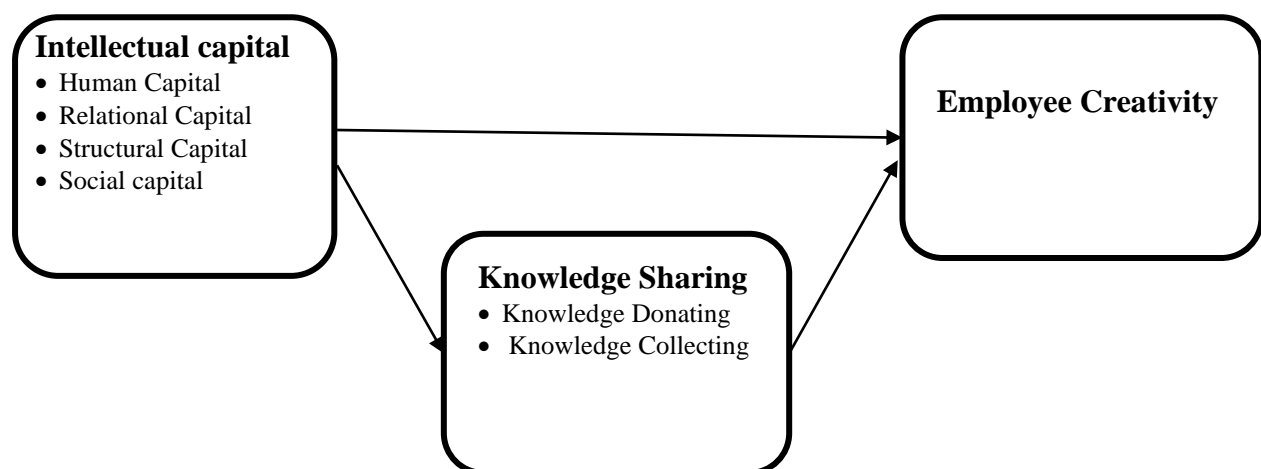 Intellectual capital
• Human Capital
• Relational Capital
• Structural Capital
• Social capital
Employee Creativity
Knowledge Sharing
• Knowledge Donating
• Knowledge Collecting